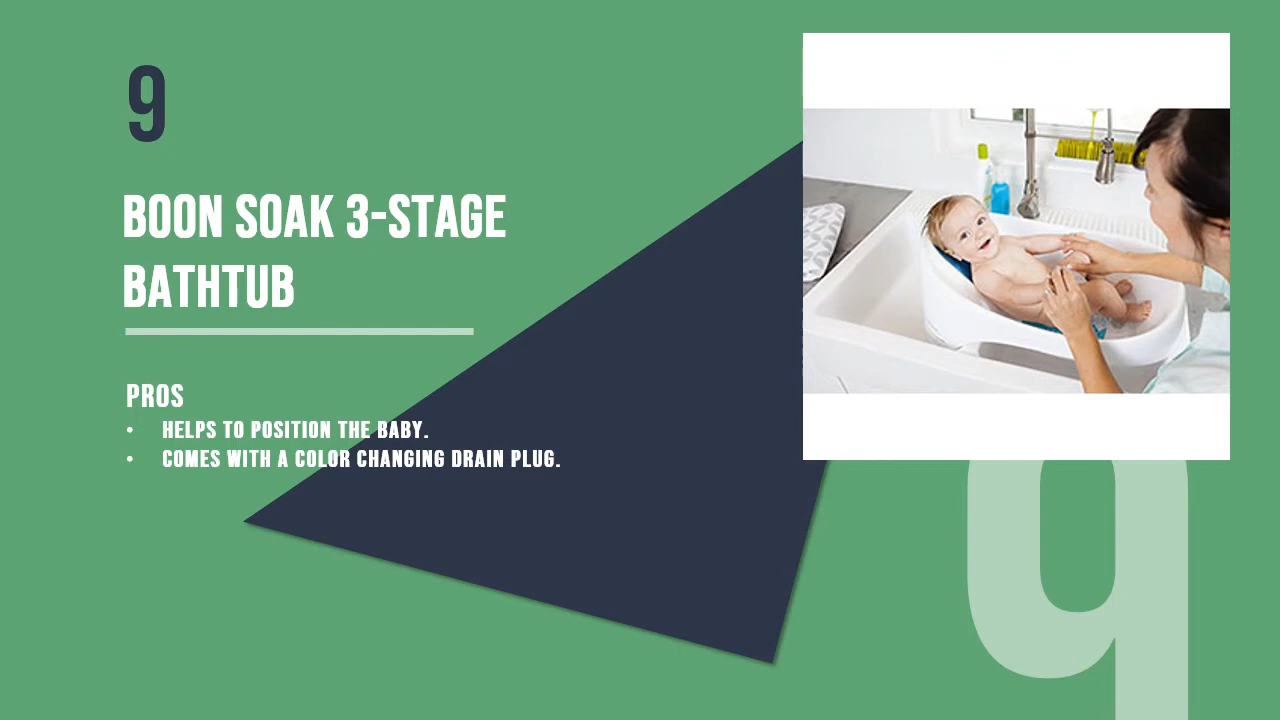 9
BOON SOAK 3-STAGE
BATHTUB
PROS
• HELPS TO POSITION THE BABY.
• COMES WITH A COLOR CHANGING DRAIN PLUG.
9